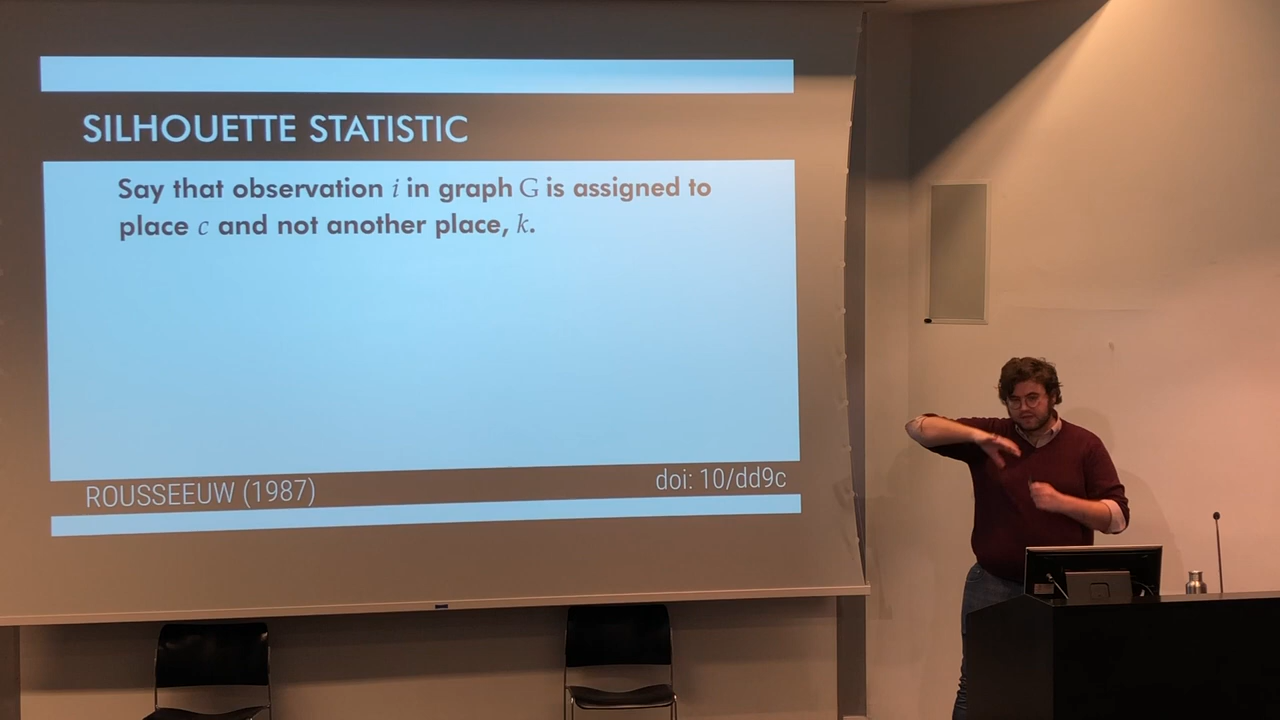 SILHOUETTE STATISTIC
Say that observation i in graph G is assigned to
place c and not another place, k.
ROUSSEEUW (1987)
doi: 10/dd9c